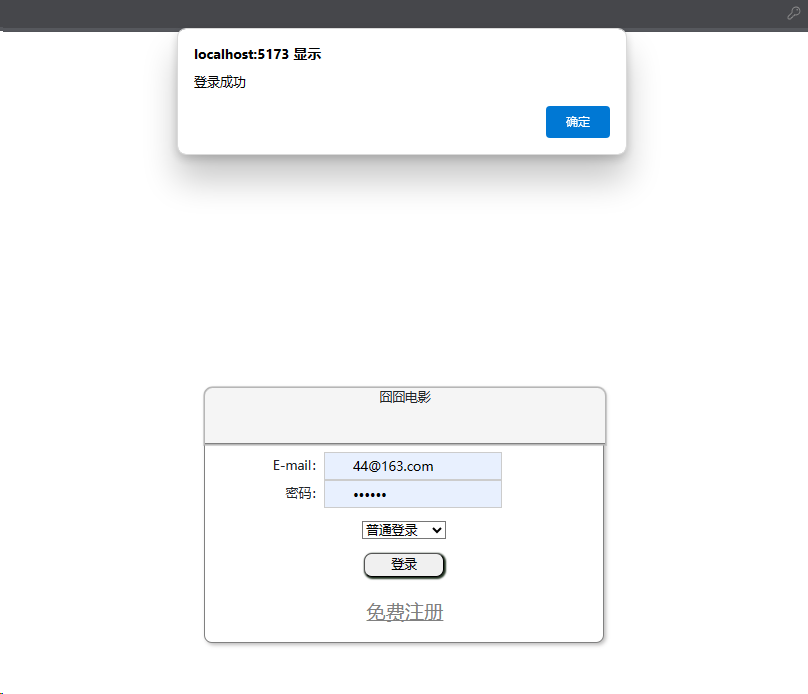 localhost:5173 显示
登录成功
确定
囧囧电影
E-mail: 44@163.com
密码: ••••••
普通登录
登录
免费注册